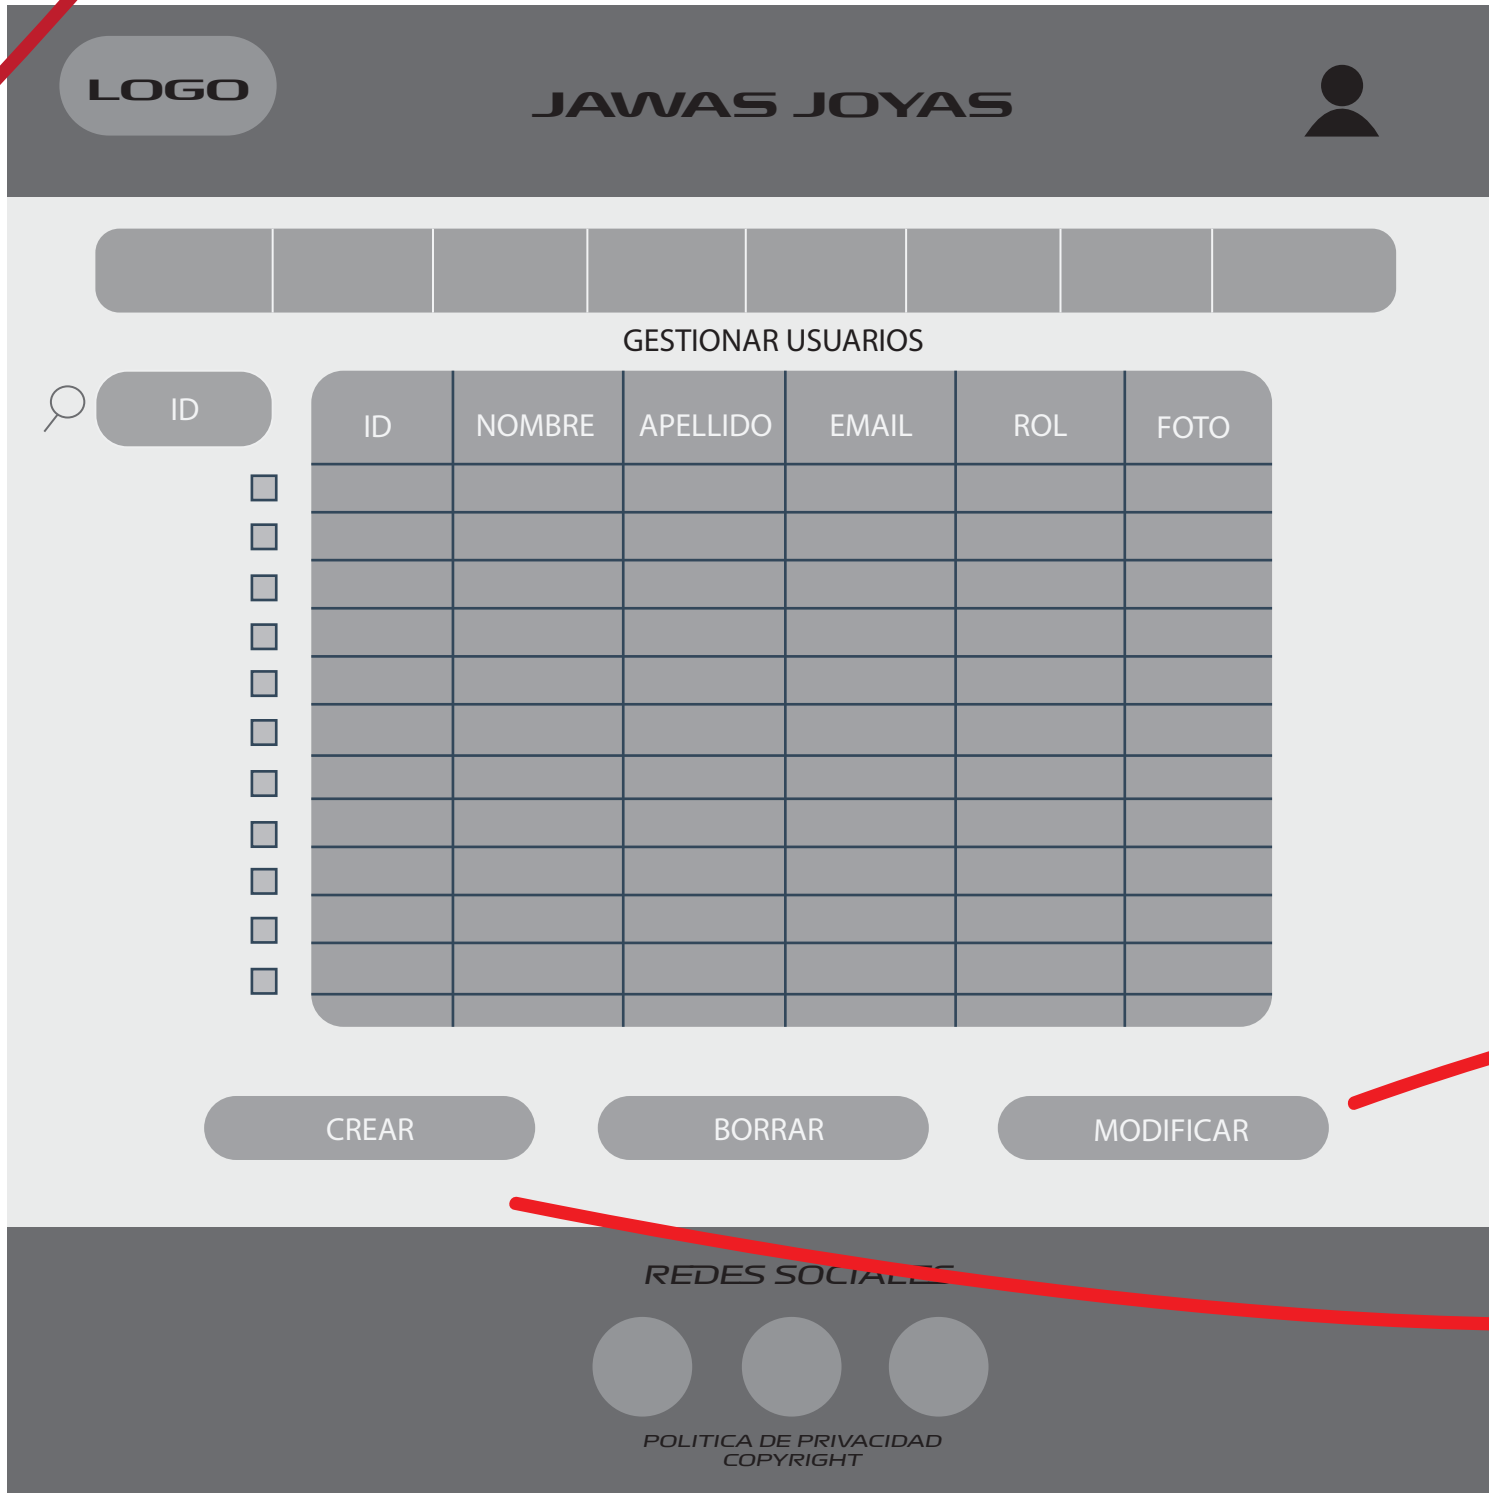 LOGO
JAWAS JOYAS
GESTIONAR USUARIOS
ID
ID NOMBRE APELLIDO EMAIL ROL FOTO
CREAR BORRAR MODIFICAR
REDES SOCIALES
POLITICA DE PRIVACIDAD
COPYRIGHT